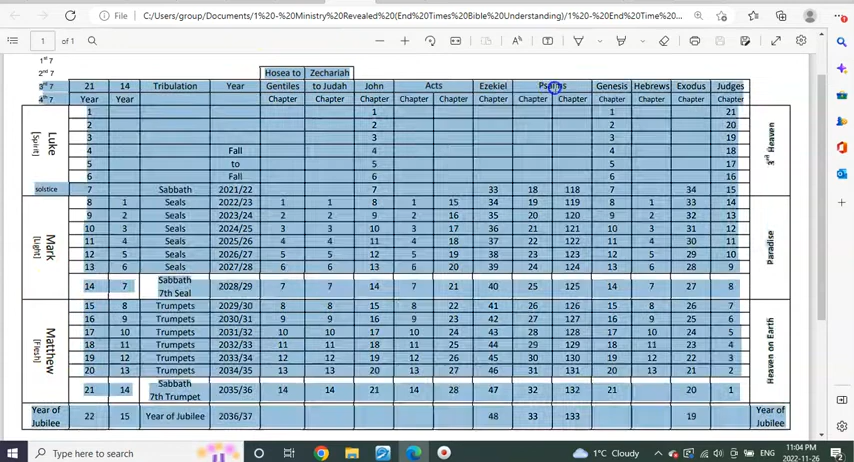 C:/Users/group/Documents/1%20-%20Ministry%20Revealed(End%20Times%20Bible%20Understanding)/1%20-%20End%20Time%20...
1 of 1
1st 7
2nd 7 Hosea to Zechariah
3rd 7 21 14 Tribulation Year Gentiles to Judah John Acts Ezekiel Psalms Genesis Hebrews Exodus Judges
4th 7 Year Year Chapter Chapter Chapter Chapter Chapter Chapter Chapter Chapter Chapter Chapter Chapter Chapter
Luke [Spirit]
1 1 1 21
2 2 2 20
3 3 3 19
4 Fall 4 4 18
5 to 5 5 17
6 Fall 6 6 16
solstice 7 Sabbath 2021/22 7 33 18 118 7 34 15
3rd Heaven
Mark [Light]
8 1 Seals 2022/23 1 1 8 1 15 34 19 119 8 1 33 14
9 2 Seals 2023/24 2 2 9 2 16 35 20 120 9 2 32 13
10 3 Seals 2024/25 3 3 10 3 17 36 21 121 10 3 31 12
11 4 Seals 2025/26 4 4 11 4 18 37 22 122 11 4 30 11
12 5 Seals 2026/27 5 5 12 5 19 38 23 123 12 5 29 10
13 6 Seals 2027/28 6 6 13 6 20 39 24 124 13 6 28 9
14 7 Sabbath 7th Seal 2028/29 7 7 14 7 21 40 25 125 14 7 27 8
Paradise
Matthew [Flesh]
15 8 Trumpets 2029/30 8 8 15 8 22 41 26 126 15 8 26 7
16 9 Trumpets 2030/31 9 9 16 9 23 42 27 127 16 9 25 6
17 10 Trumpets 2031/32 10 10 17 10 24 43 28 128 17 10 24 5
18 11 Trumpets 2032/33 11 11 18 11 25 44 29 129 18 11 23 4
19 12 Trumpets 2033/34 12 12 19 12 26 45 30 130 19 12 22 3
20 13 Trumpets 2034/35 13 13 20 13 27 46 31 131 20 13 21 2
21 14 Sabbath 7th Trumpet 2035/36 14 14 21 14 28 47 32 132 21 20 1
Heaven on Earth
Year of Jubilee 22 15 Year of Jubilee 2036/37 48 33 133 19 Year of Jubilee
Type here to search
1°C Cloudy
ENG
11:04 PM
2022-11-26